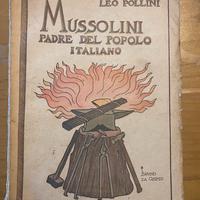 LEO POLLINI
MUSSOLINI
PADRE DEL POPOLO
ITALIANO